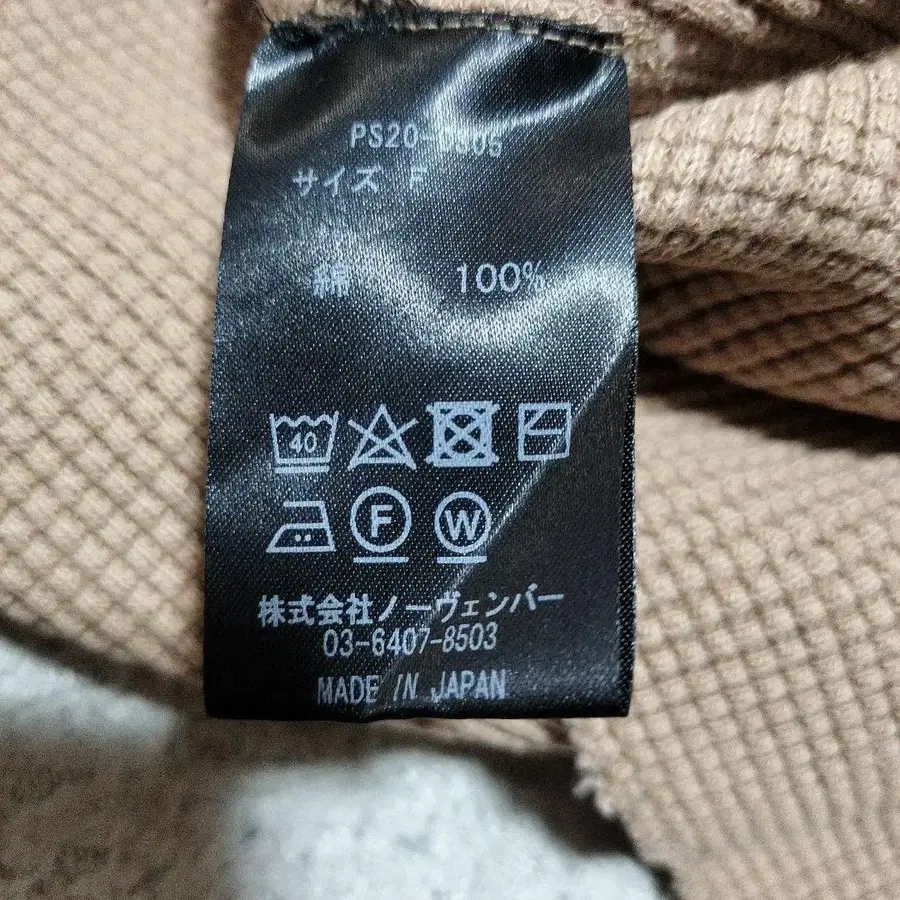 サイズ F
綿 100%
40
F W
株式会社ノーヴェンバー
03-6407-8503
MADE IN JAPAN